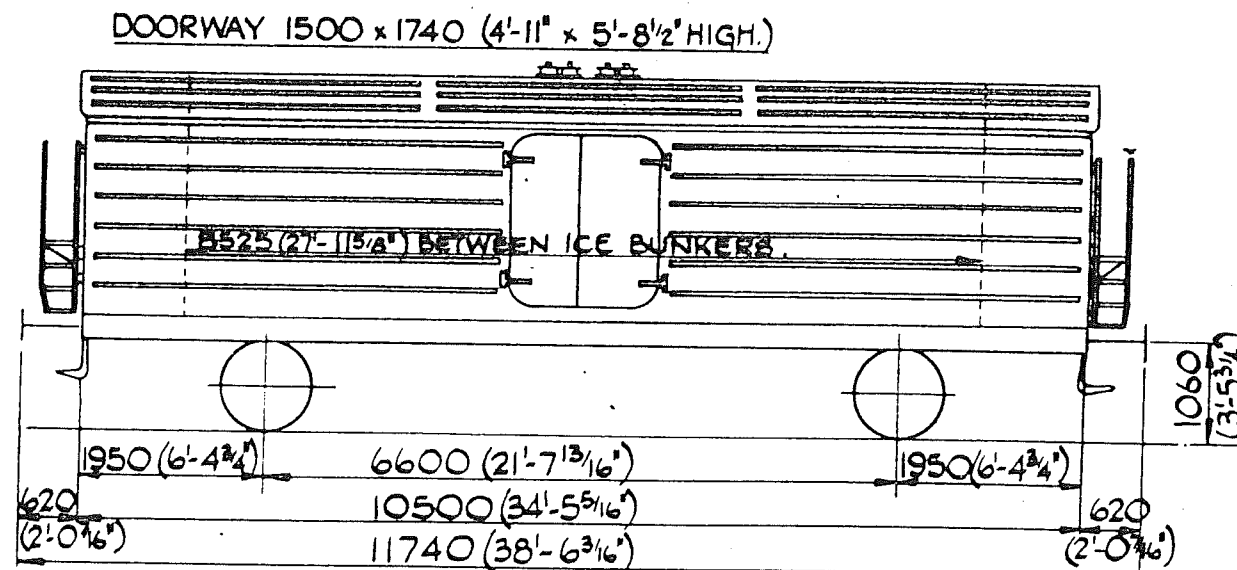 DOORWAY 1500 x 1740 (4'-11" x 5'-8½" HIGH.)
8525 (27'-11⅝") BETWEEN ICE BUNKERS.
1060
(3'-5¾")
1950 (6'-4¾")
6600 (21'-7 13/16")
1950 (6'-4¾")
620
(2'-0 7/16")
10500 (34'-5 5/16")
620
(2'-0 7/16")
11740 (38'-6 3/16")